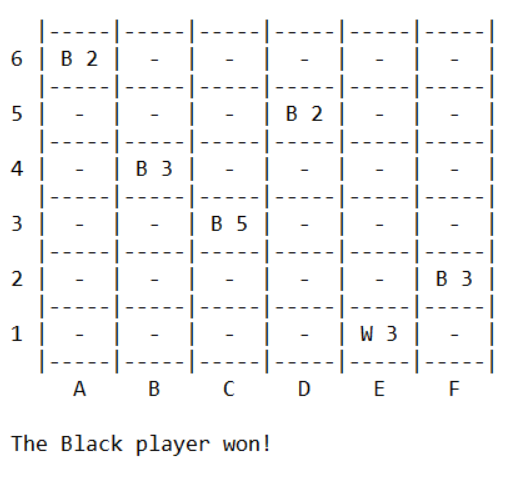 |-----|-----|-----|-----|-----|-----|
6 | B 2 | - | - | - | - | - |
|-----|-----|-----|-----|-----|-----|
5 | - | - | - | B 2 | - | - |
|-----|-----|-----|-----|-----|-----|
4 | - | B 3 | - | - | - | - |
|-----|-----|-----|-----|-----|-----|
3 | - | - | B 5 | - | - | - |
|-----|-----|-----|-----|-----|-----|
2 | - | - | - | - | - | B 3 |
|-----|-----|-----|-----|-----|-----|
1 | - | - | - | - | W 3 | - |
|-----|-----|-----|-----|-----|-----|
A B C D E F
The Black player won!